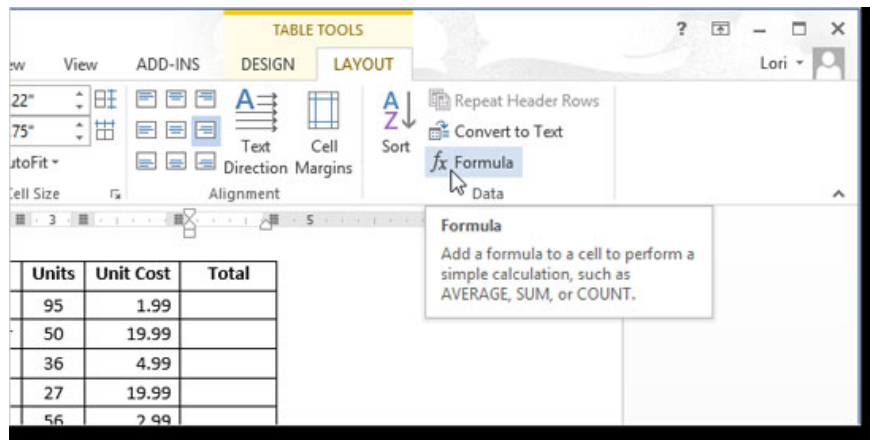 TABLE TOOLS
?
ew View ADD-INS DESIGN LAYOUT Lori
22"
75"
utoFit
Cell Size
Text Direction
Cell Margins
Alignment
Sort
Repeat Header Rows
Convert to Text
fx Formula
Data
3 5
Formula
Add a formula to a cell to perform a
simple calculation, such as
AVERAGE, SUM, or COUNT.
Units Unit Cost Total
95 1.99
50 19.99
36 4.99
27 19.99
56 2.99